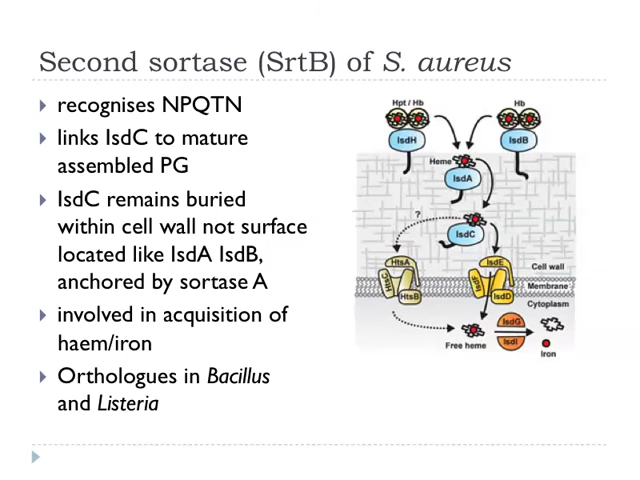 Second sortase (SrtB) of S. aureus
recognises NPQTN
links IsdC to mature
assembled PG
IsdC remains buried
within cell wall not surface
located like IsdA IsdB,
anchored by sortase A
involved in acquisition of
haem/iron
Orthologues in Bacillus
and Listeria
Hpt / Hb
Hb
IsdH
IsdB
Heme
IsdA
?
IsdC
HtsA
IsdE
HtsC
IsdF
HtsB
IsdD
Cell wall
Membrane
Cytoplasm
IsdG
IsdI
Free heme
Iron